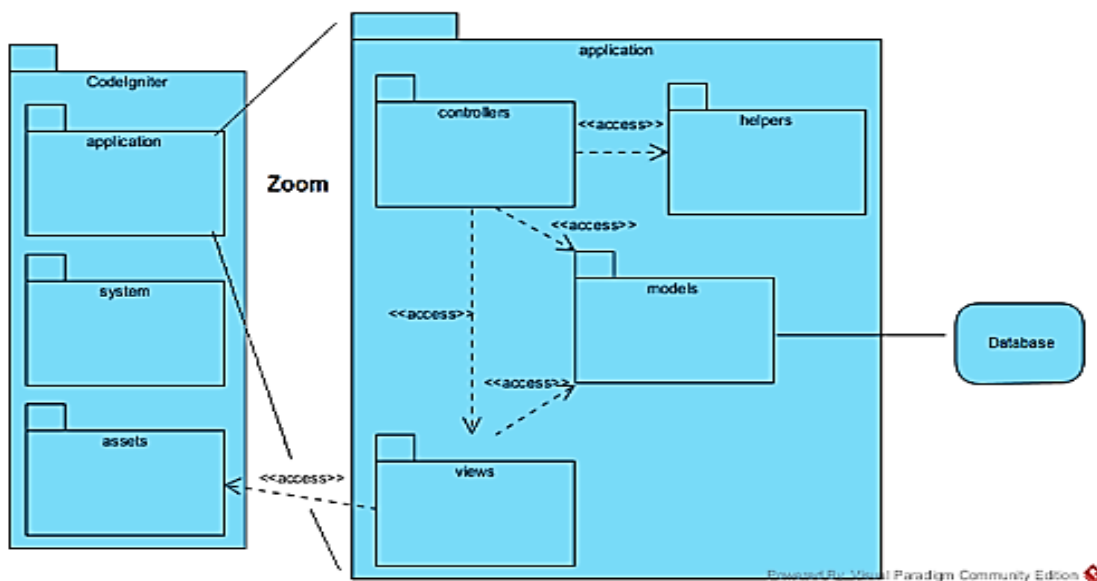 application
CodeIgniter
controllers
<<access>>
helpers
application
Zoom
<<access>>
system
models
<<access>>
Database
<<access>>
assets
<<access>>
views
Powered By Visual Paradigm Community Edition